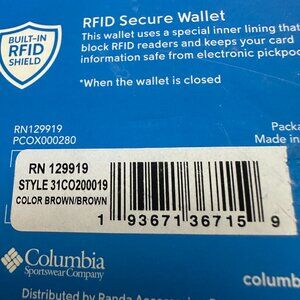 BUILT-IN
RFID
SHIELD
RFID Secure Wallet
This wallet uses a special inner lining that
block RFID readers and keeps your card
information safe from electronic
*When the wallet is closed
RN129919
PCOX000280
Made in
RN 129919
STYLE 31CO200019
COLOR BROWN/BROWN
1 93671 36715 9
Columbia
Sportswear Company
Distributed by Randa